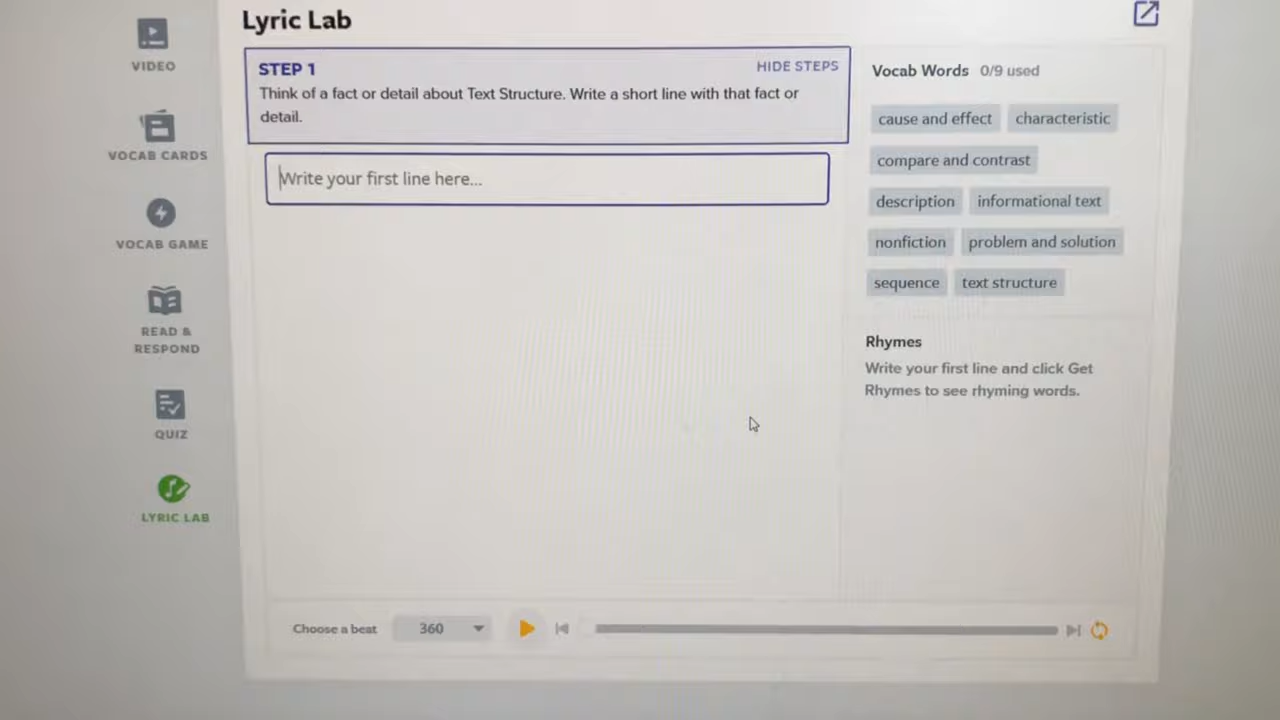 Lyric Lab
VIDEO
VOCAB CARDS
VOCAB GAME
READ &
RESPOND
QUIZ
LYRIC LAB
STEP 1
HIDE STEPS
Think of a fact or detail about Text Structure. Write a short line with that fact or
detail.
Write your first line here...
Vocab Words 0/9 used
cause and effect characteristic
compare and contrast
description informational text
nonfiction problem and solution
sequence text structure
Rhymes
Write your first line and click Get
Rhymes to see rhyming words.
Choose a beat 360